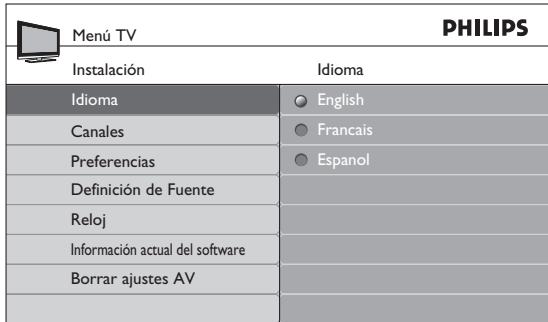 Menú TV
PHILIPS
Instalación Idioma
Idioma English
Canales Francais
Preferencias Espanol
Definición de Fuente
Reloj
Información actual del software
Borrar ajustes AV